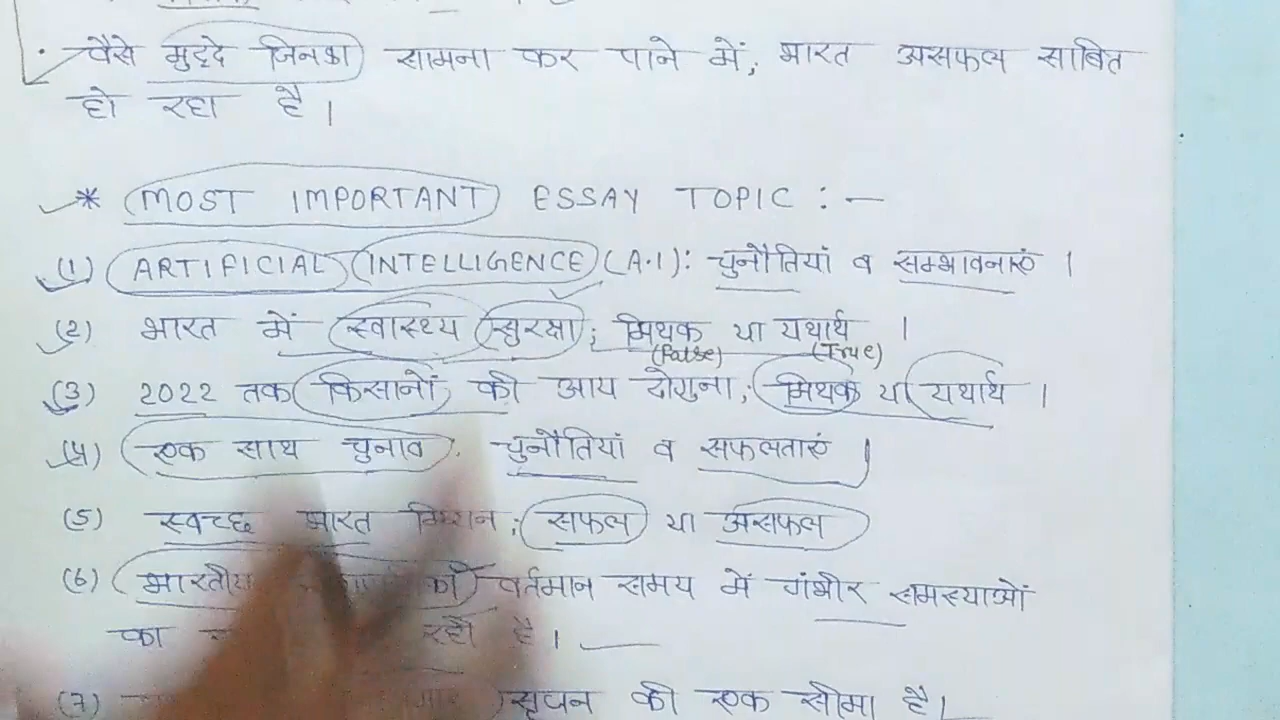 वैसे मुद्दे जिनका सामना कर पाने में, भारत असफल साबित
हो रहा है।
* MOST IMPORTANT ESSAY TOPIC : —
(1) ARTIFICIAL INTELLIGENCE (A.I): चुनौतियां व सम्भावनाएं ।
(2) भारत में स्वास्थ्य सुरक्षा; मिथक या यथार्थ ।
(False) (True)
(3) 2022 तक किसानों की आय दोगुना; मिथक या यथार्थ ।
(4) एक साथ चुनाव: चुनौतियां व सफलताएं ।
(5) स्वच्छ भारत मिशन; सफल या असफल
(6) भारतीय वर्तमान समय में गंभीर समस्याओं
का रही है।
(7) सृजन की एक सीमा है।